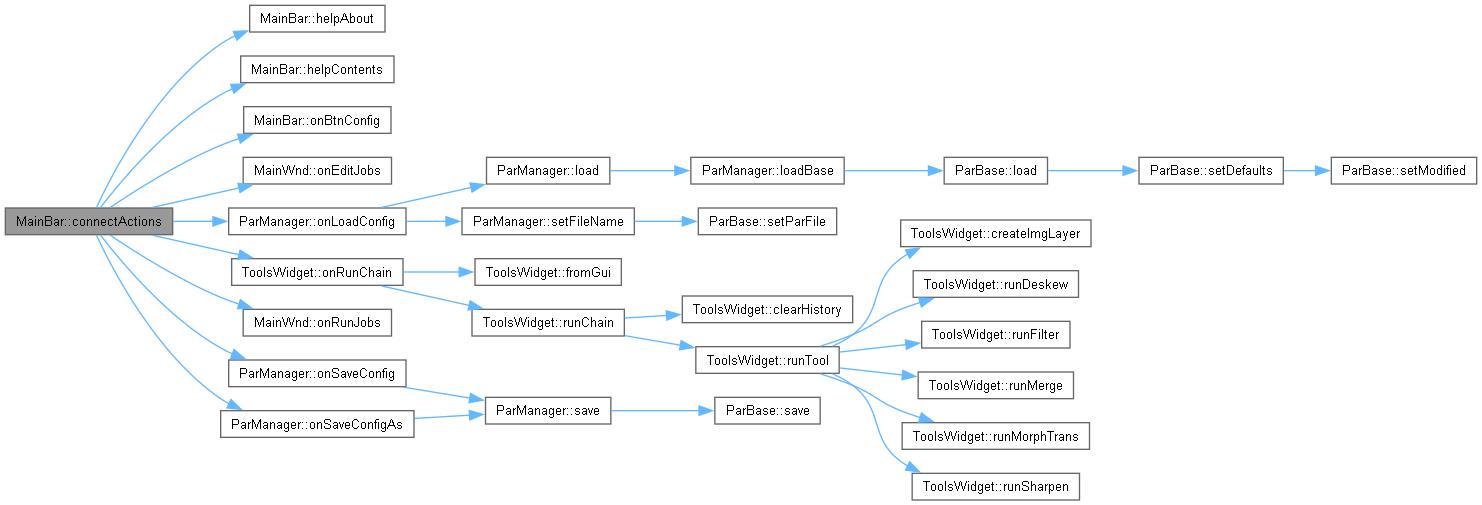 MainBar::connectActions
MainBar::helpAbout
MainBar::helpContents
MainBar::onBtnConfig
MainWnd::onEditJobs
ParManager::onLoadConfig
ToolsWidget::onRunChain
MainWnd::onRunJobs
ParManager::onSaveConfig
ParManager::onSaveConfigAs
ParManager::load
ParManager::setFileName
ToolsWidget::fromGui
ToolsWidget::runChain
ParManager::save
ParManager::loadBase
ParBase::setParFile
ToolsWidget::clearHistory
ToolsWidget::runTool
ParBase::save
ParBase::load
ToolsWidget::createImgLayer
ToolsWidget::runDeskew
ToolsWidget::runFilter
ToolsWidget::runMerge
ToolsWidget::runMorphTrans
ToolsWidget::runSharpen
ParBase::setDefaults
ParBase::setModified